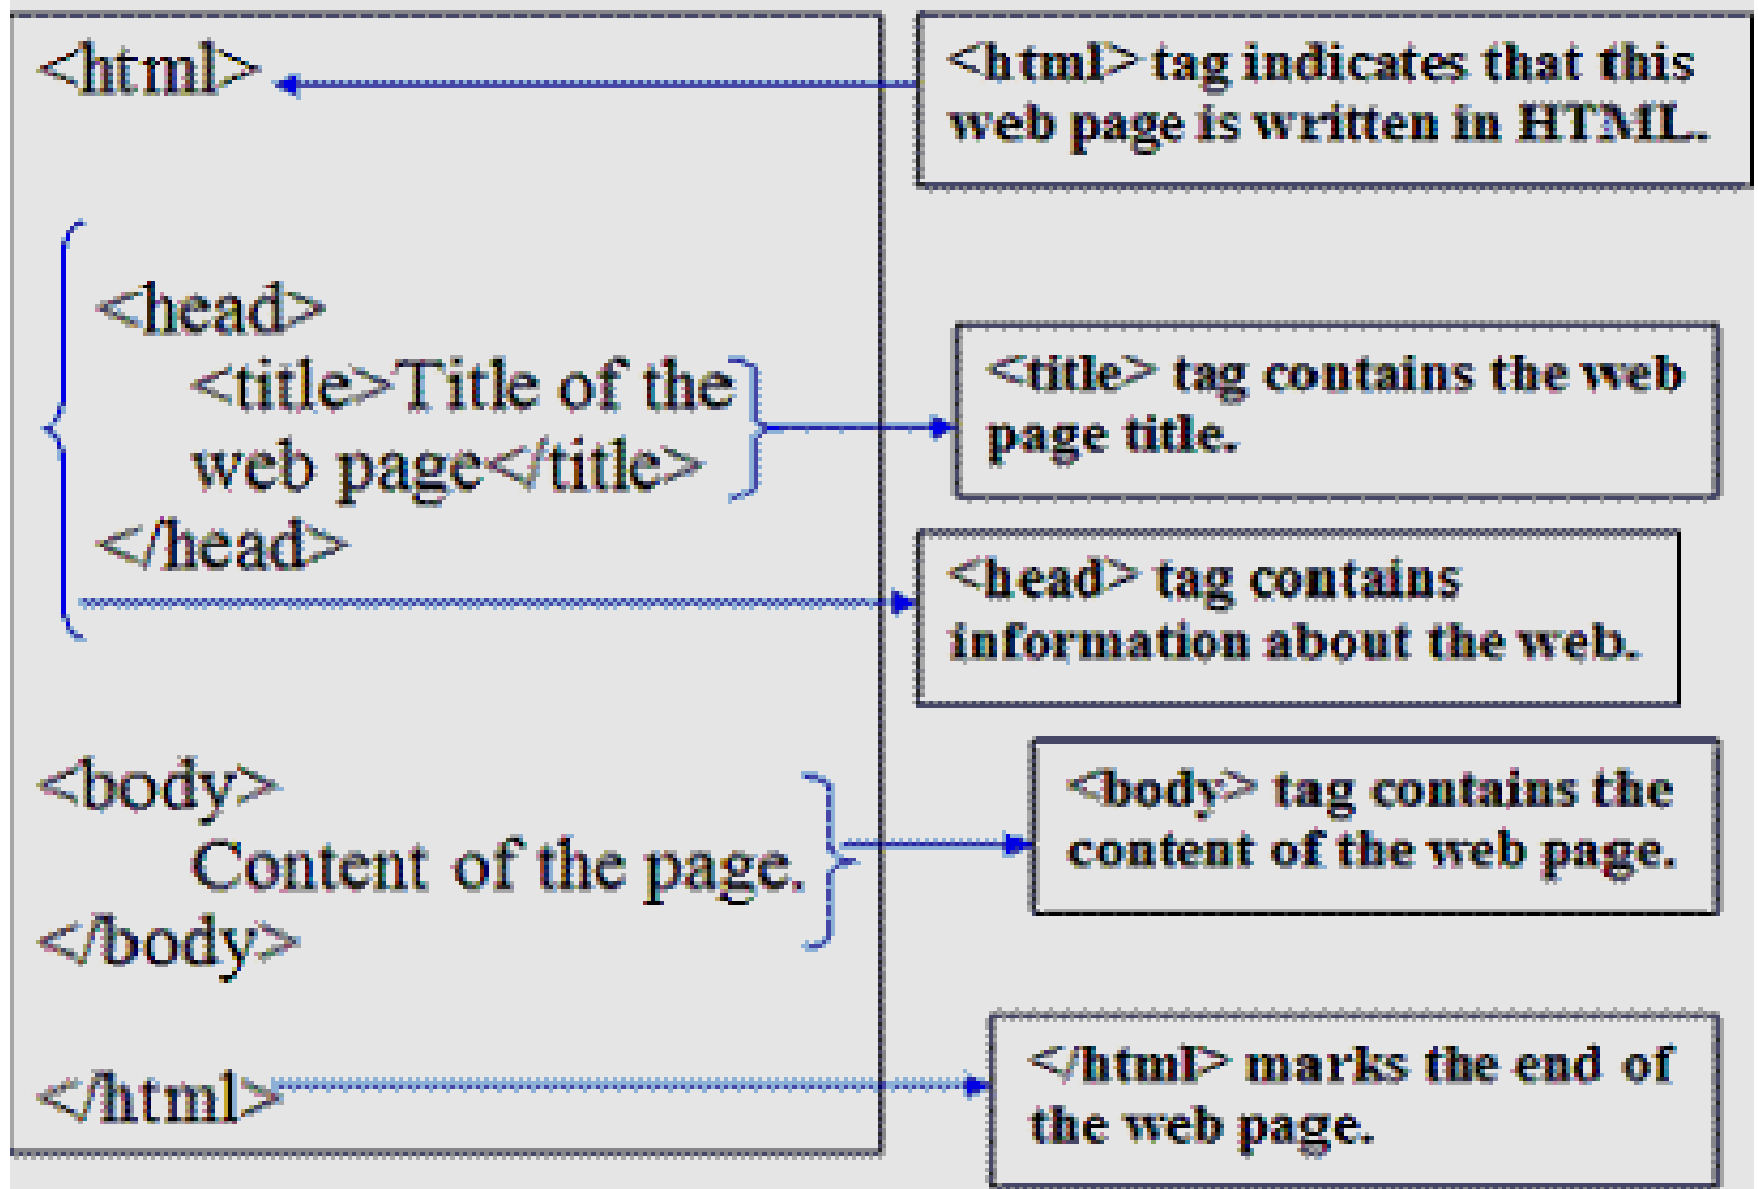 <html>
<html> tag indicates that this
web page is written in HTML.
<head>
<title>Title of the
web page</title>
</head>
<title> tag contains the web
page title.
<head> tag contains
information about the web.
<body>
Content of the page.
</body>
<body> tag contains the
content of the web page.
</html>
</html> marks the end of
the web page.